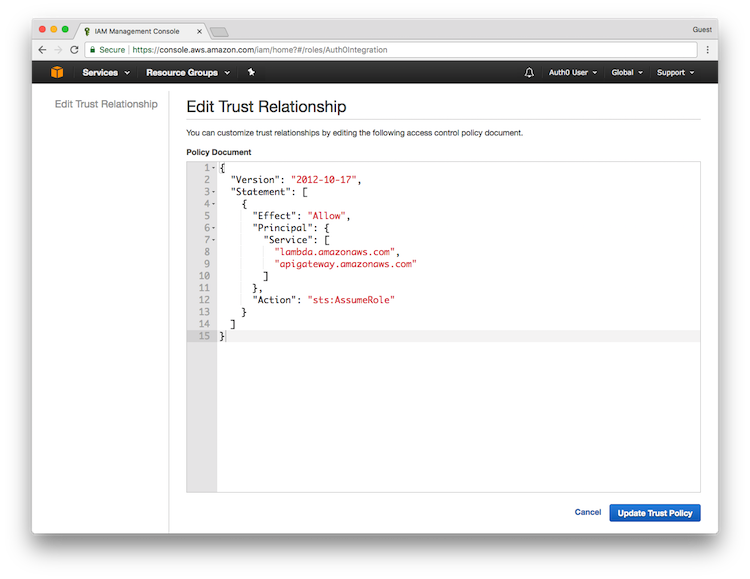 IAM Management Console
Guest
Secure | https://console.aws.amazon.com/iam/home?#/roles/Auth0Integration
Services Resource Groups Auth0 User Global Support
Edit Trust Relationship
Edit Trust Relationship
You can customize trust relationships by editing the following access control policy document.
Policy Document
1 {
2 "Version": "2012-10-17",
3 "Statement": [
4 {
5 "Effect": "Allow",
6 "Principal": {
7 "Service": [
8 "lambda.amazonaws.com",
9 "apigateway.amazonaws.com"
10 ]
11 },
12 "Action": "sts:AssumeRole"
13 }
14 ]
15 }
Cancel Update Trust Policy